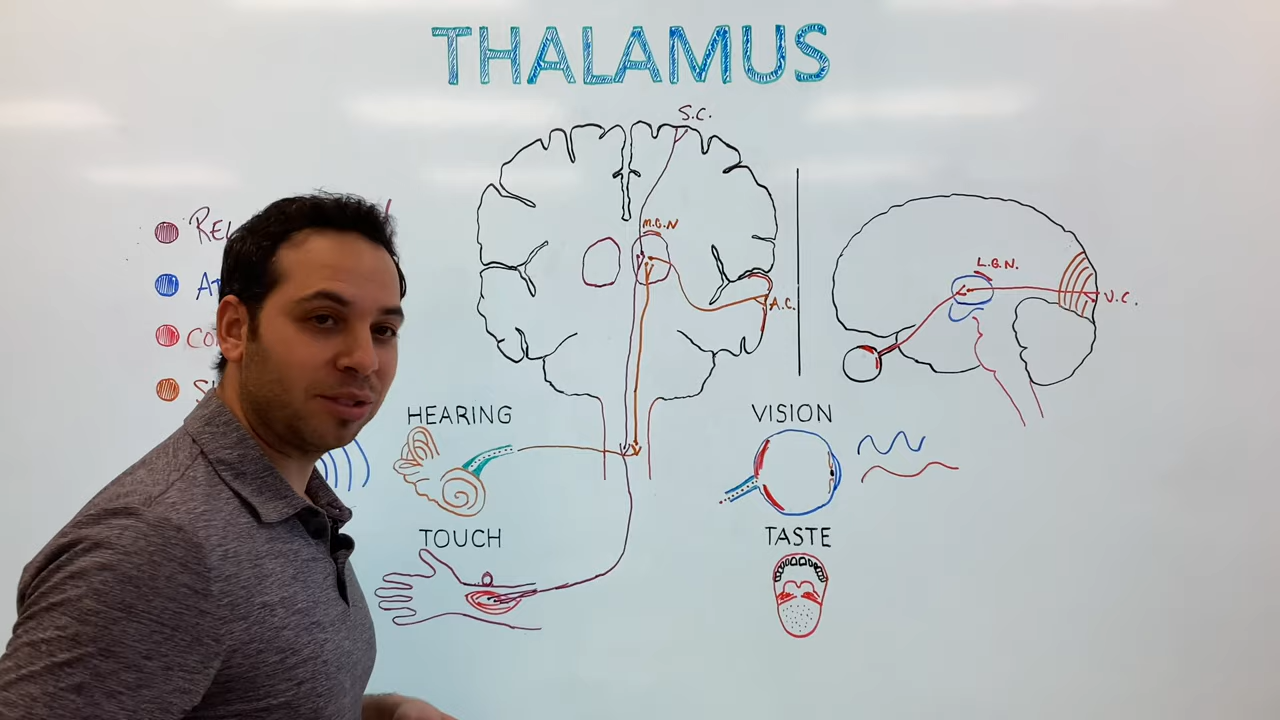 THALAMUS
S.C.
M.G.N
A.C.
L.G.N.
V.C.
HEARING
VISION
TOUCH
TASTE